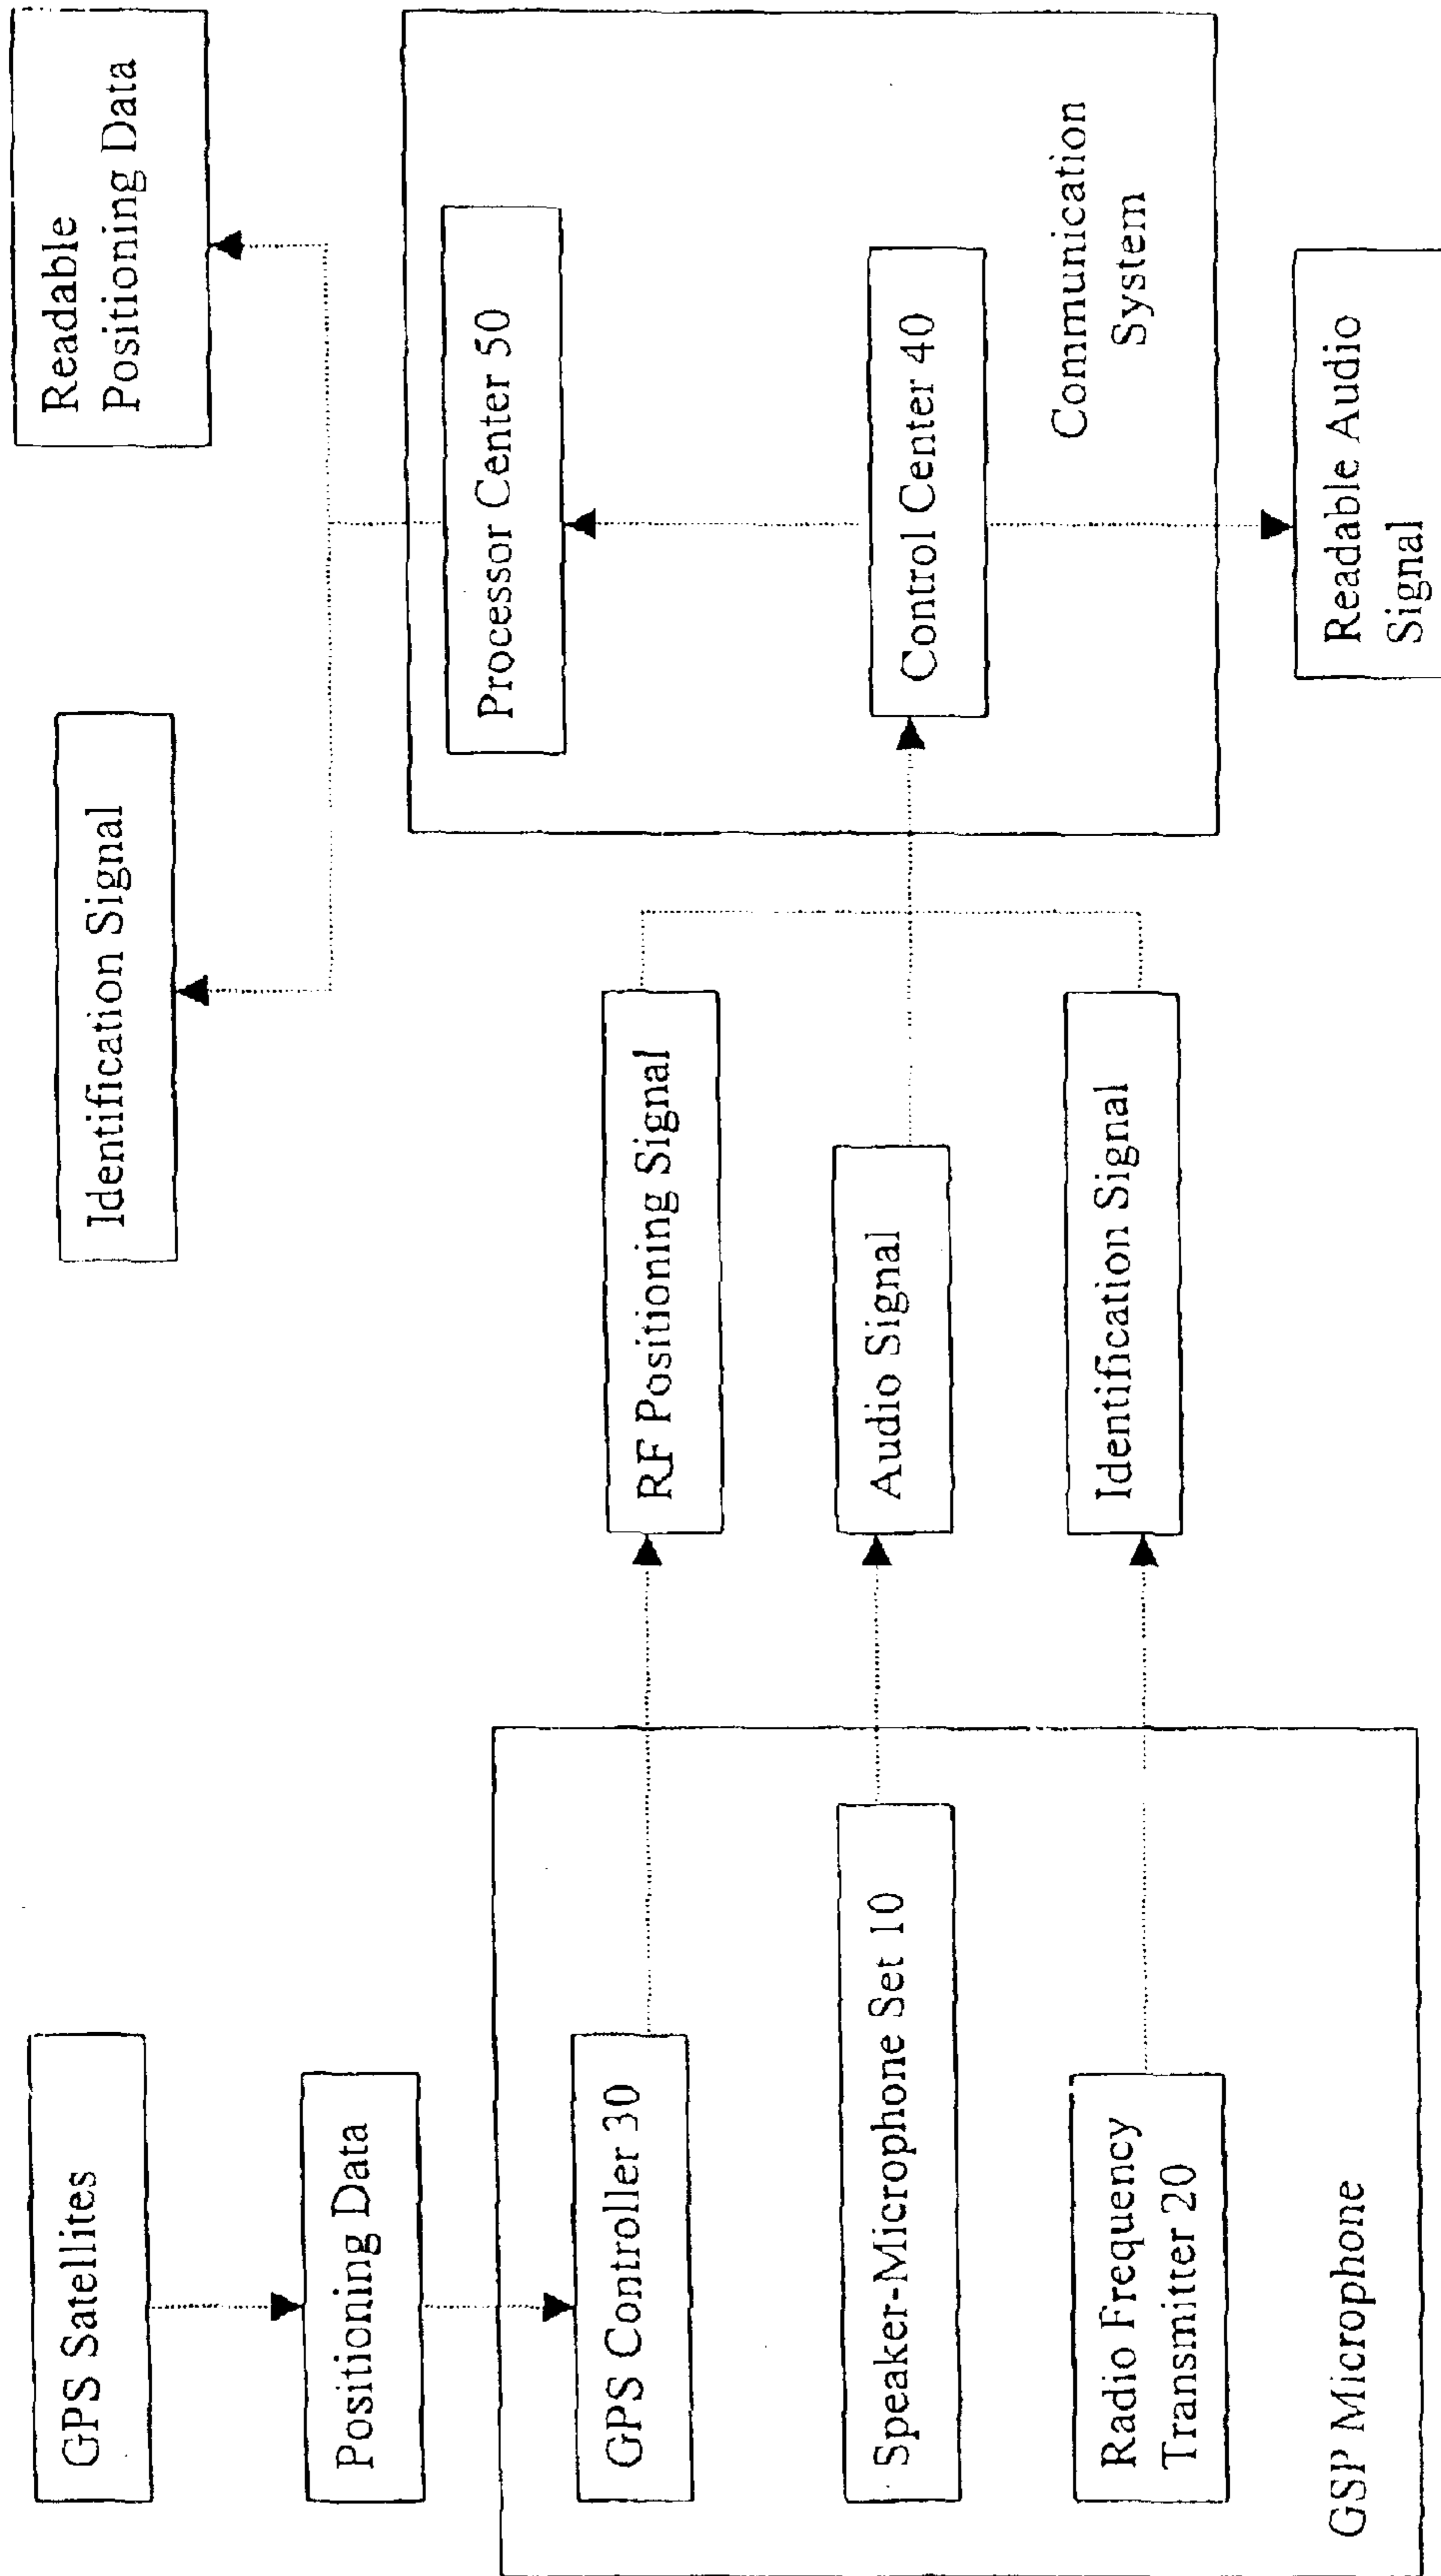 GPS Satellites
Positioning Data
GPS Controller 30
Speaker-Microphone Set 10
Radio Frequency
Transmitter 20
GSP Microphone
RF Positioning Signal
Audio Signal
Identification Signal
Identification Signal
Readable
Positioning Data
Processor Center 50
Control Center 40
Communication
System
Readable Audio
Signal